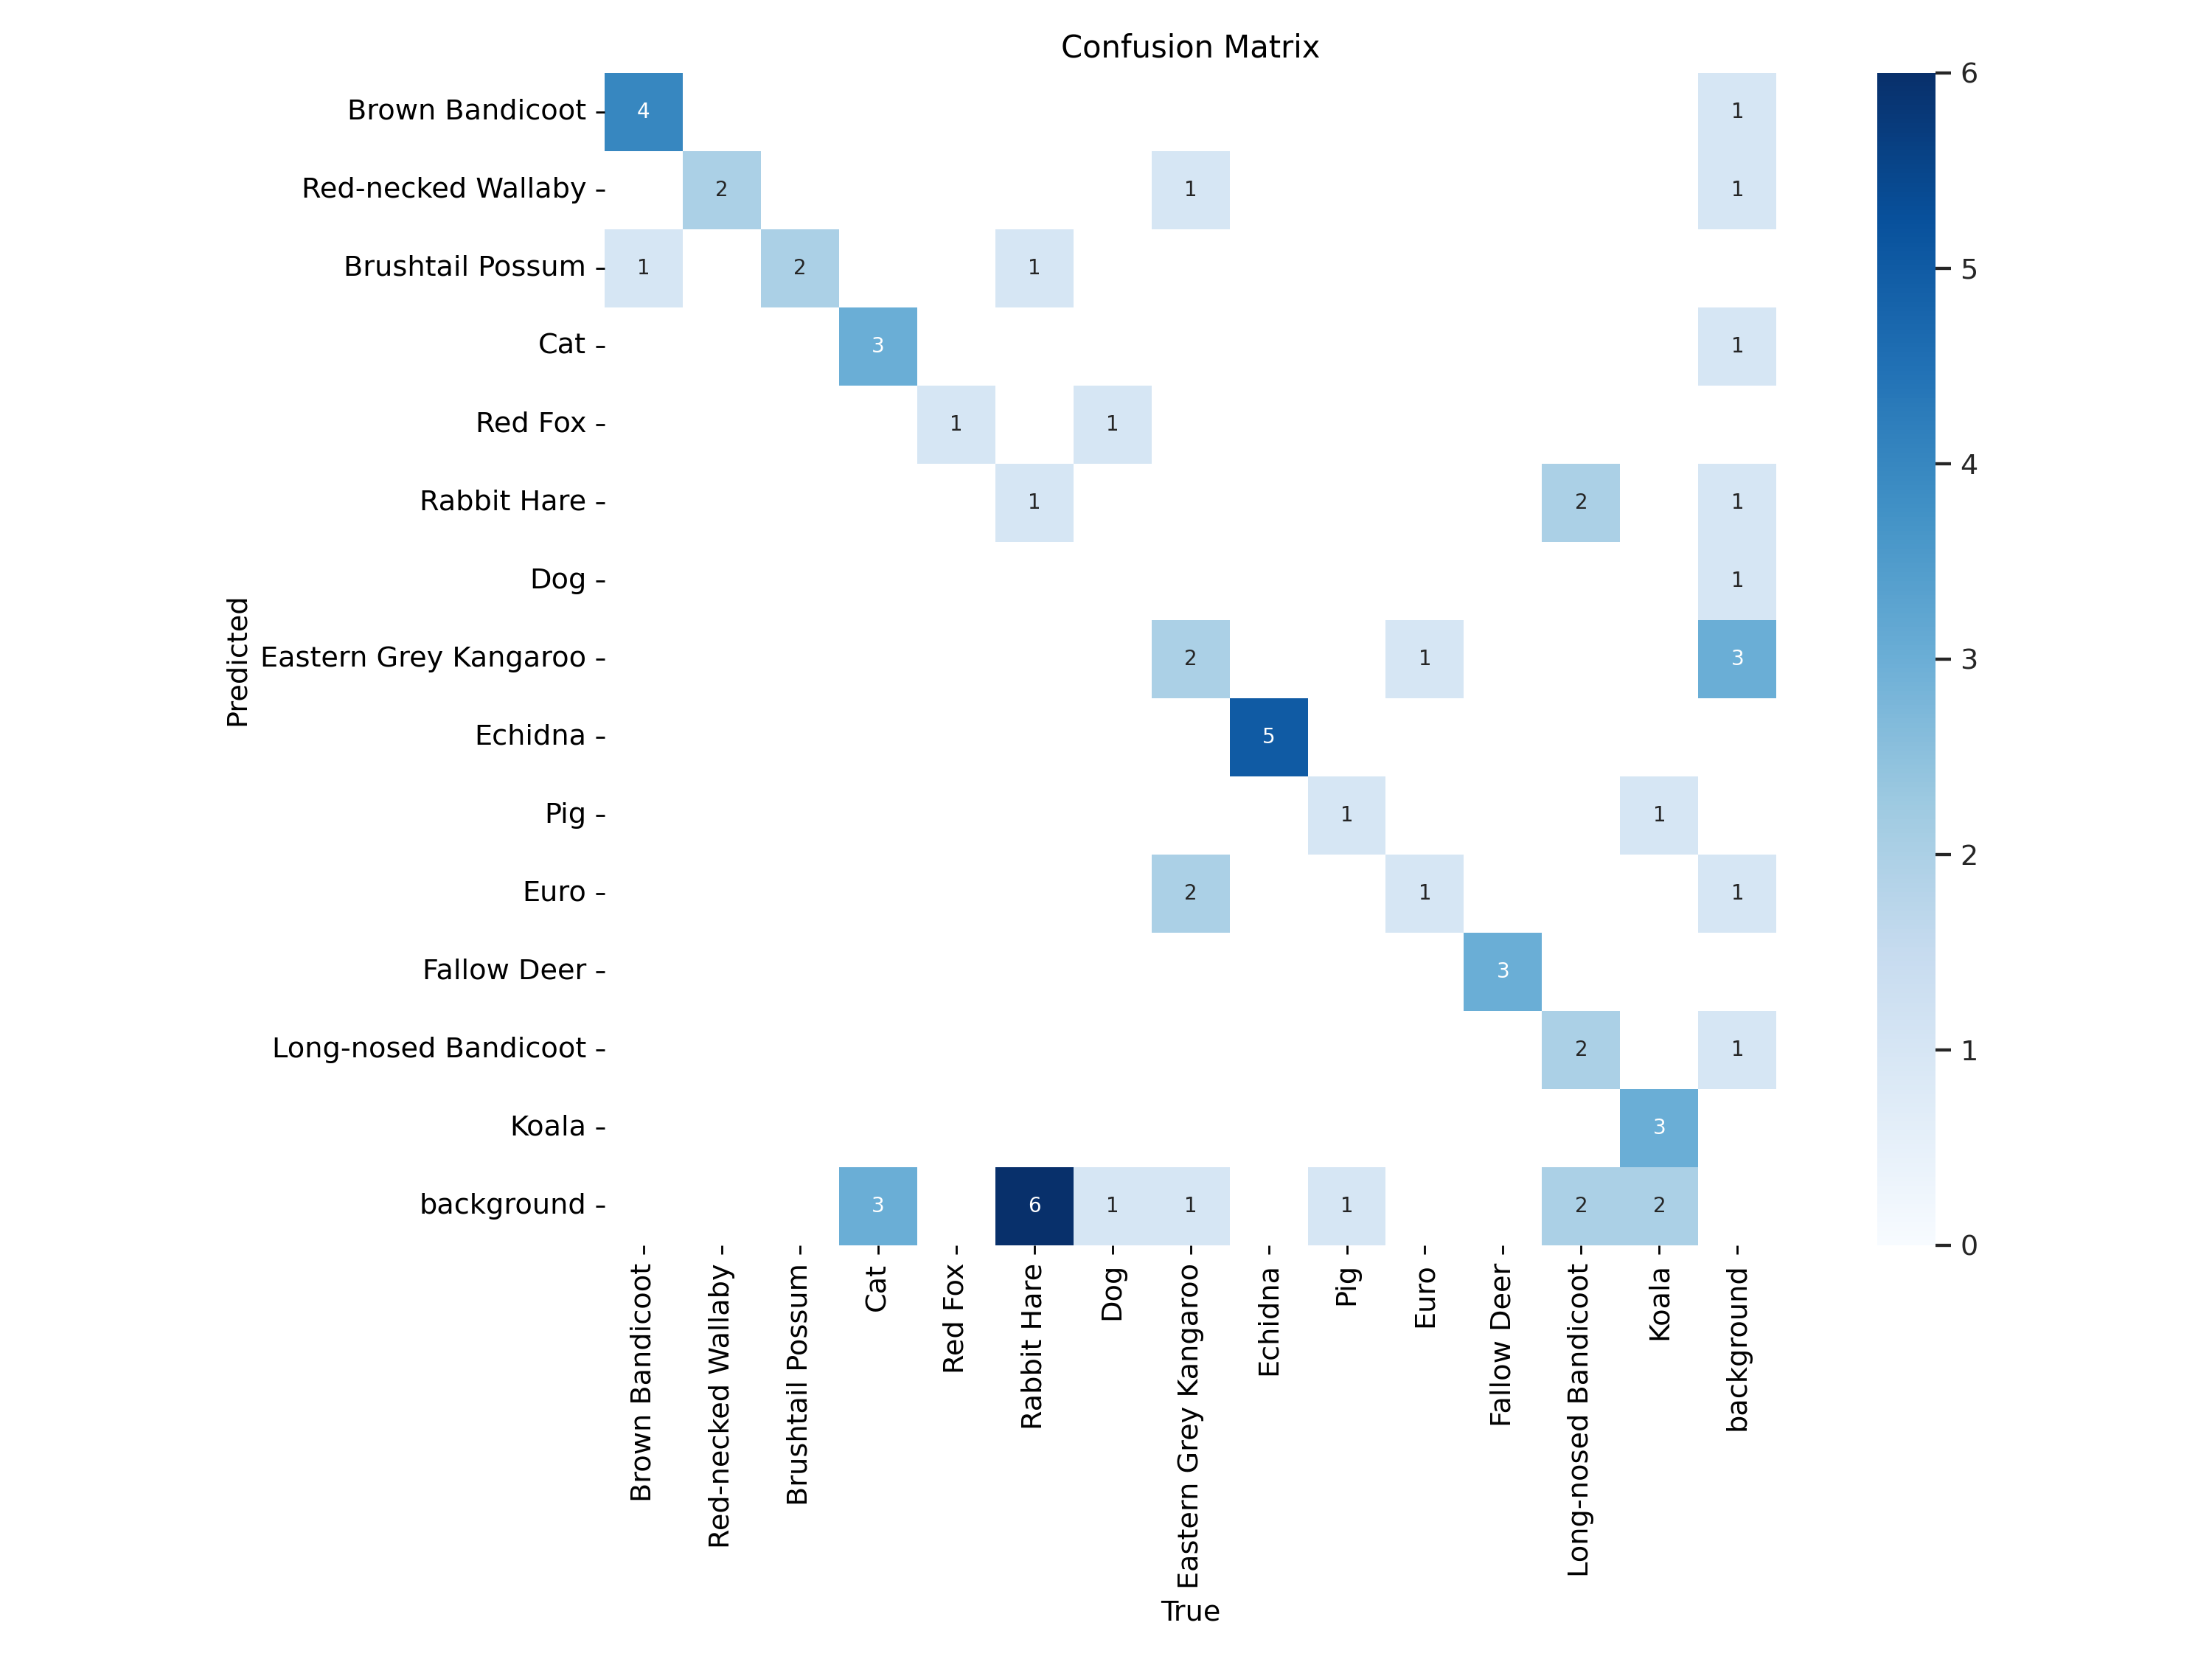 Confusion Matrix
Predicted
Brown Bandicoot 4 1
Red-necked Wallaby 2 1 1
Brushtail Possum 1 2 1
Cat 3 1
Red Fox 1 1
Rabbit Hare 1 2 1
Dog 1
Eastern Grey Kangaroo 2 1 3
Echidna 5
Pig 1 1
Euro 2 1 1
Fallow Deer 3
Long-nosed Bandicoot 2 1
Koala 3
background 3 6 1 1 1 2 2
Brown Bandicoot
Red-necked Wallaby
Brushtail Possum
Cat
Red Fox
Rabbit Hare
Dog
Eastern Grey Kangaroo
Echidna
Pig
Euro
Fallow Deer
Long-nosed Bandicoot
Koala
background
True
6
5
4
3
2
1
0